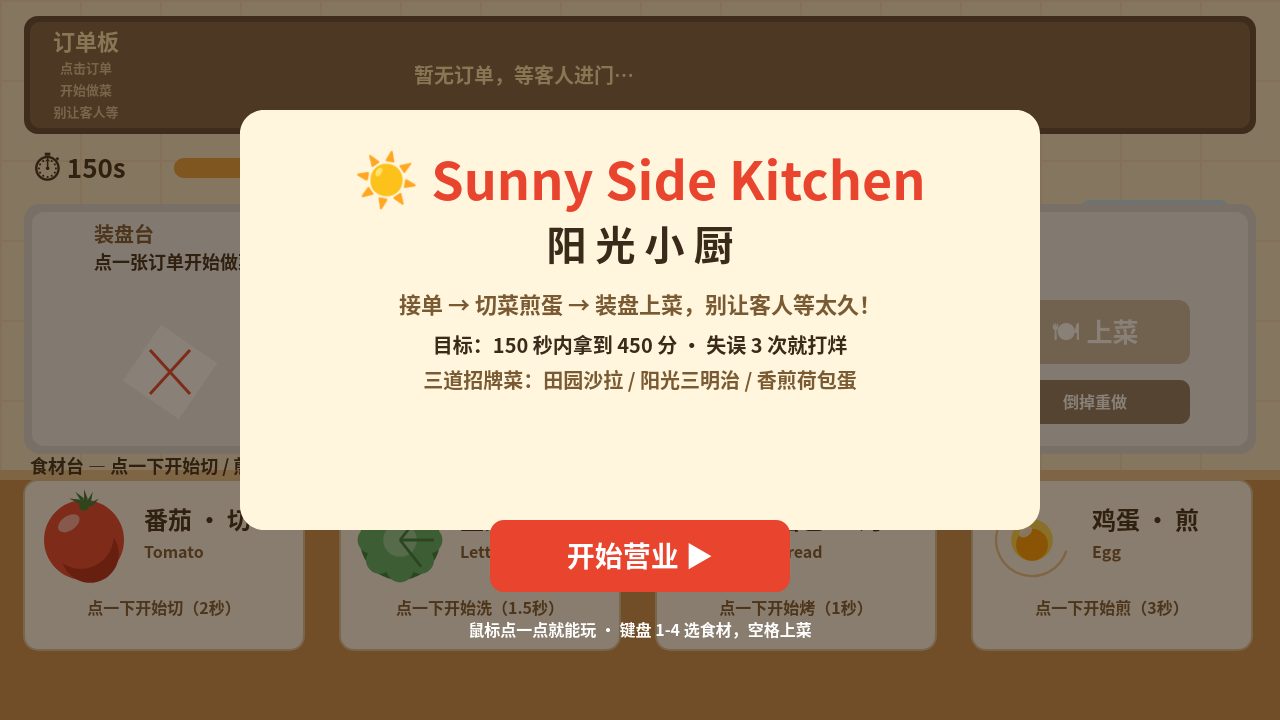 订单板
点击订单
开始做菜
别让客人等
暂无订单，等客人进门…
150s
Sunny Side Kitchen
阳光小厨
接单 → 切菜煎蛋 → 装盘上菜，别让客人等太久！
目标：150 秒内拿到 450 分 · 失误 3 次就打烊
三道招牌菜：田园沙拉 / 阳光三明治 / 香煎荷包蛋
装盘台
点一张订单开始做
上菜
倒掉重做
食材台 — 点一下开始切 /
番茄 · 切
Tomato
点一下开始切（2秒）
Lett
点一下开始洗（1.5秒）
read
点一下开始烤（1秒）
鸡蛋 · 煎
Egg
点一下开始煎（3秒）
开始营业 ▶
鼠标点一点就能玩 · 键盘 1-4 选食材，空格上菜